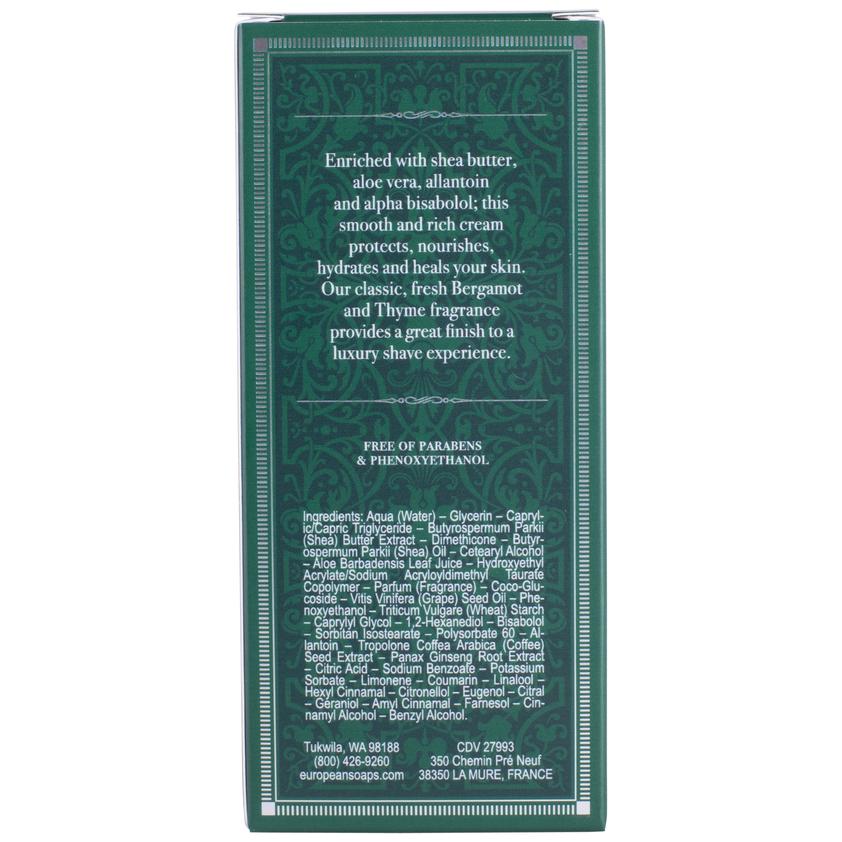 Enriched with shea butter,
aloe vera, allantoin
and alpha bisabolol; this
smooth and rich cream
protects, nourishes,
hydrates and heals your skin.
Our classic, fresh Bergamot
and Thyme fragrance
provides a great finish to a
luxury shave experience.
FREE OF PARABENS
& PHENOXYETHANOL
Ingredients: Aqua (Water) – Glycerin – Capryl-
ic/Capric Triglyceride – Butyrospermum Parkii
(Shea) Butter Extract – Dimethicone – Butyr-
ospermum Parkii (Shea) Oil – Cetearyl Alcohol
– Aloe Barbadensis Leaf Juice – Hydroxyethyl
Acrylate/Sodium Acryloyldimethyl Taurate
Copolymer – Parfum (Fragrance) – Coco-Glu-
coside – Vitis Vinifera (Grape) Seed Oil – Phe-
noxyethanol – Triticum Vulgare (Wheat) Starch
– Caprylyl Glycol – 1,2-Hexanediol – Bisabolol
– Sorbitan Isostearate – Polysorbate 60 – Al-
lantoin – Tropolone Coffea Arabica (Coffee)
Seed Extract – Panax Ginseng Root Extract
– Citric Acid – Sodium Benzoate – Potassium
Sorbate – Limonene – Coumarin – Linalool –
Hexyl Cinnamal – Citronellol – Eugenol – Citral
– Geraniol – Amyl Cinnamal – Farnesol – Cin-
namyl Alcohol – Benzyl Alcohol.
Tukwila, WA 98188
(800) 426-9260
europeansoaps.com
CDV 27993
350 Chemin Pré Neuf
38350 LA MURE, FRANCE